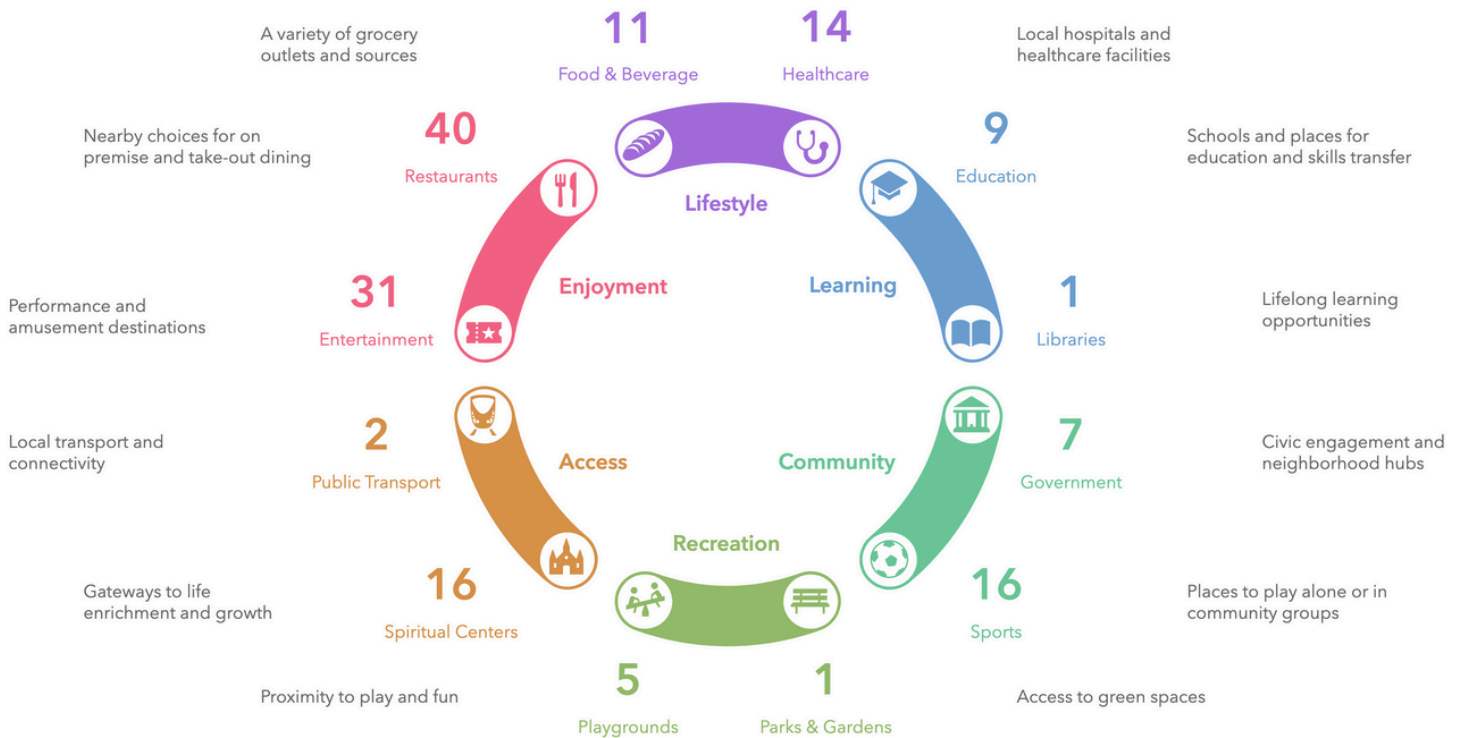 11
14
A variety of grocery
outlets and sources
Food & Beverage
Healthcare
Local hospitals and
healthcare facilities
40
9
Nearby choices for on
premise and take-out dining
Restaurants
Education
Schools and places for
education and skills transfer
Lifestyle
31
Enjoyment
Learning
1
Performance and
amusement destinations
Entertainment
Libraries
Lifelong learning
opportunities
2
7
Local transport and
connectivity
Public Transport
Access
Community
Government
Civic engagement and
neighborhood hubs
Recreation
16
16
Gateways to life
enrichment and growth
Spiritual Centers
Sports
Places to play alone or in
community groups
5
1
Proximity to play and fun
Playgrounds
Parks & Gardens
Access to green spaces